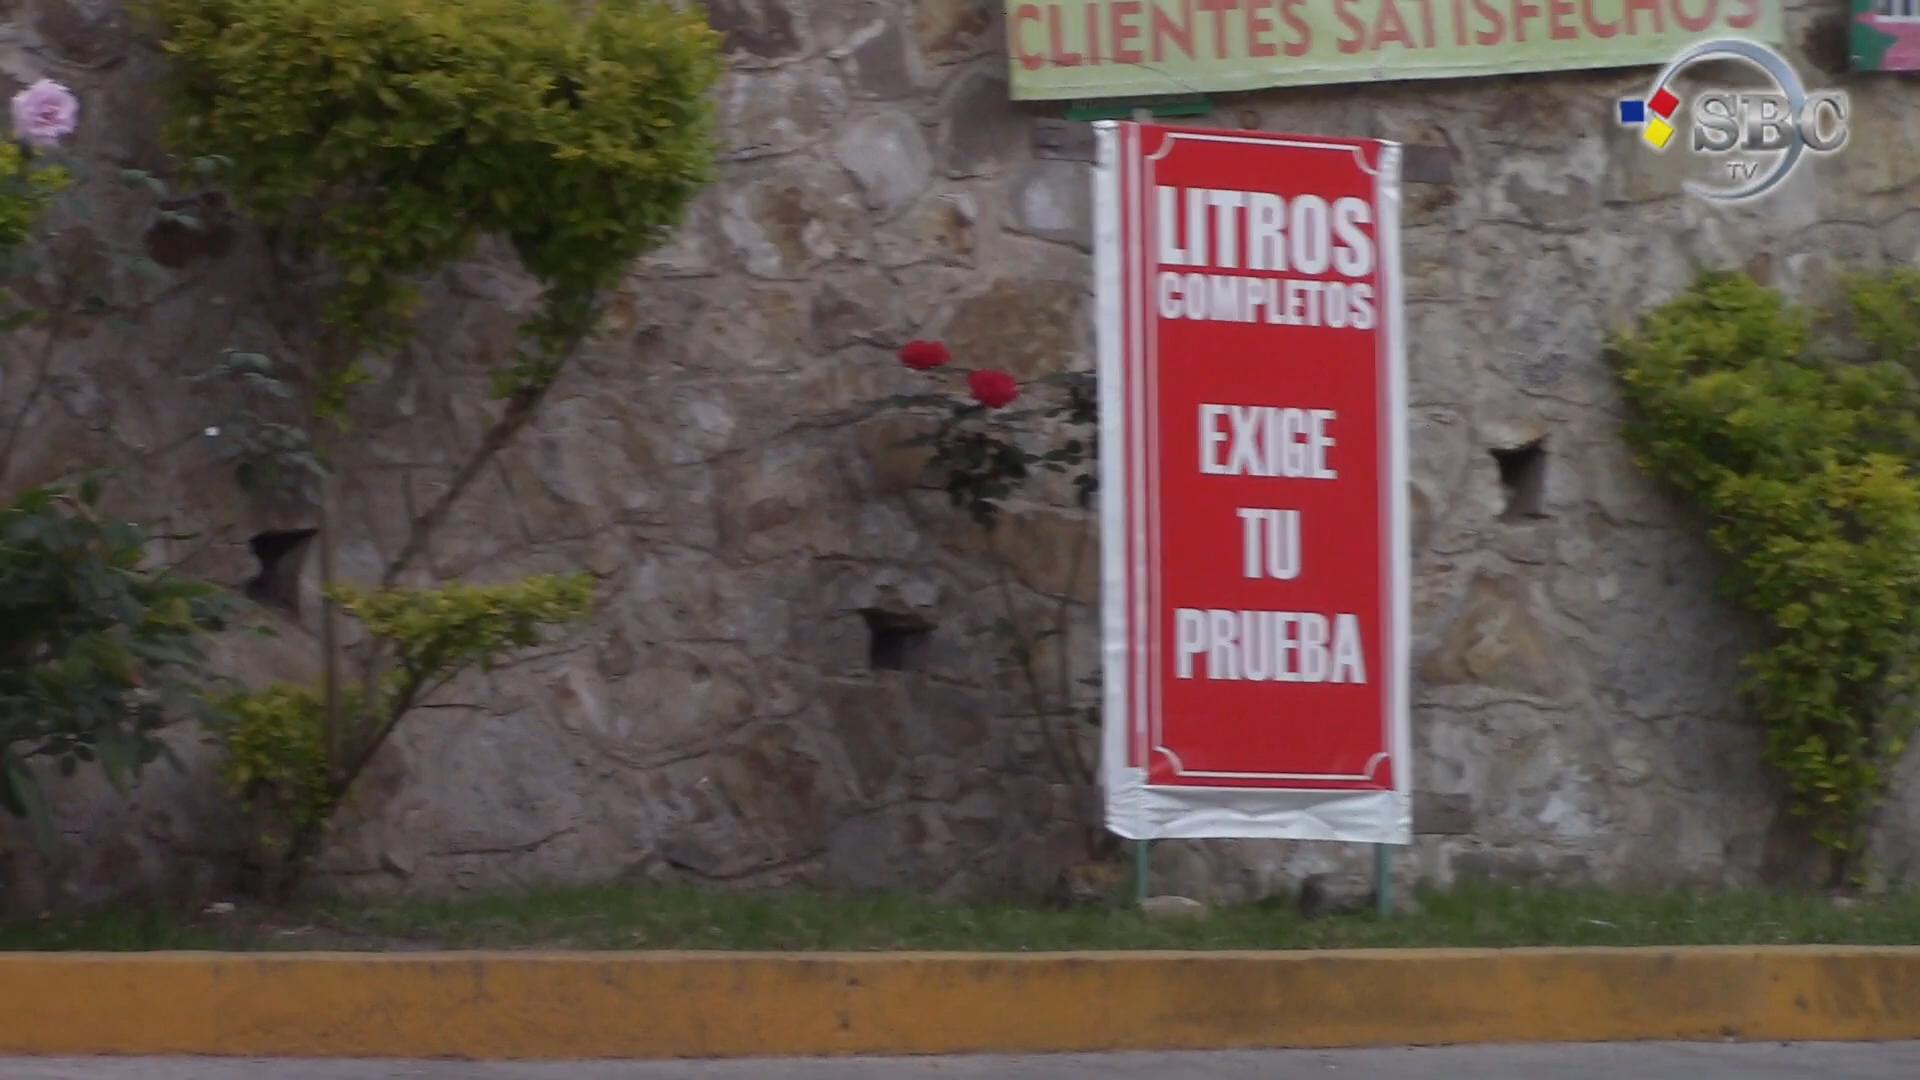 CLIENTES SATISFECHOS
SBC
TV
LITROS
COMPLETOS
EXIGE
TU
PRUEBA